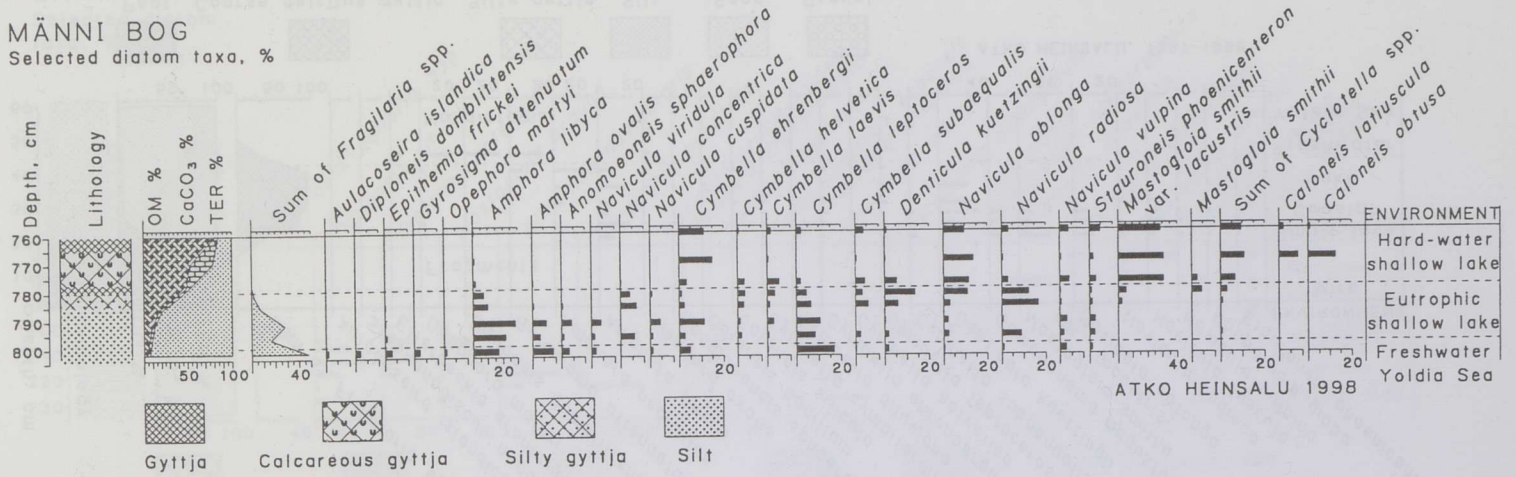 MÄNNI BOG
Selected diatom taxa, %
Depth, cm
Lithology
OM %
CaCO₃ %
TER %
Sum of Fragilaria spp.
Aulacoseira islandica
Diploneis domblittensis
Epithemia frickei
Gyrosigma attenuatum
Opephora martyi
Amphora libyca
Amphora ovalis
Anomoeoneis sphaerophora
Navicula viridula
Navicula concentrica
Navicula cuspidata
Cymbella ehrenbergii
Cymbella helvetica
Cymbella laevis
Cymbella leptoceros
Cymbella subaequalis
Denticula kuetzingii
Navicula oblonga
Navicula radiosa
Navicula vulpina
Stauroneis phoenicenteron
Mastogloia smithii
var. lacustris
Mastogloia smithii
Sum of Cyclotella spp.
Caloneis latiuscula
Caloneis obtusa
ENVIRONMENT
760
770
780
790
800
Hard-water
shallow lake
Eutrophic
shallow lake
Freshwater
Yoldia Sea
50 100 40 20 20 20 20 20 20 40 20 20
ATKO HEINSALU 1998
Gyttja
Calcareous gyttja
Silty gyttja
Silt